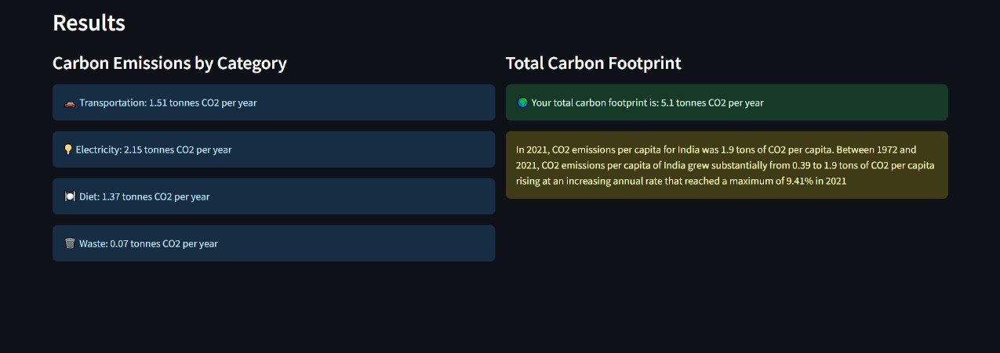 Results
Carbon Emissions by Category
Transportation: 1.51 tonnes CO2 per year
Electricity: 2.15 tonnes CO2 per year
Diet: 1.37 tonnes CO2 per year
Waste: 0.07 tonnes CO2 per year
Total Carbon Footprint
Your total carbon footprint is: 5.1 tonnes CO2 per year
In 2021, CO2 emissions per capita for India was 1.9 tons of CO2 per capita. Between 1972 and
2021, CO2 emissions per capita of India grew substantially from 0.39 to 1.9 tons of CO2 per capita
rising at an increasing annual rate that reached a maximum of 9.41% in 2021